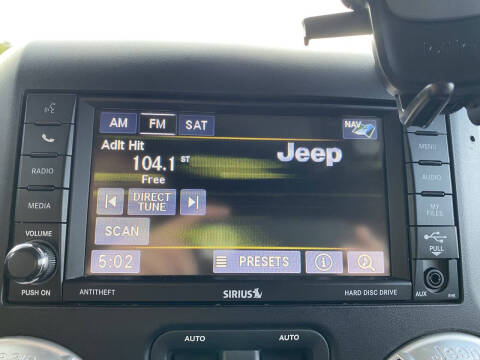 AM FM SAT NAV
Adlt Hit
104.1 ST
Free
Jeep
DIRECT
TUNE
SCAN
5:02 PRESETS i
RADIO
MEDIA
VOLUME
PUSH ON
MENU
AUDIO
MY
FILES
PULL
AUX
ANTITHEFT SIRIUS HARD DISC DRIVE
AUTO AUTO